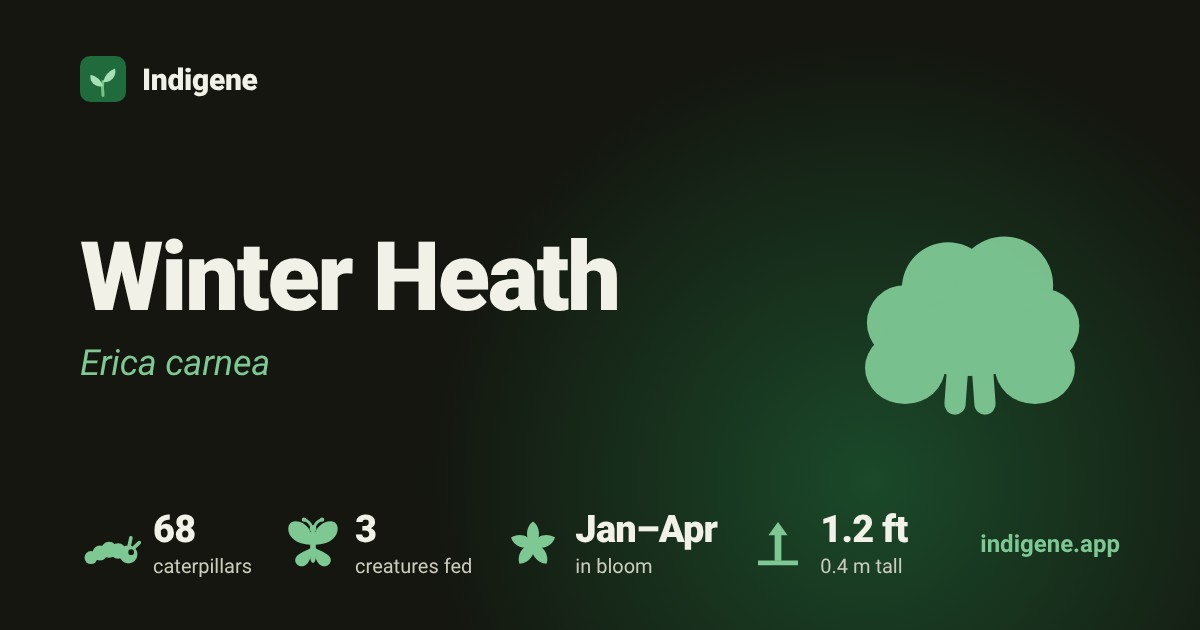 Indigene
Winter Heath
Erica carnea
68
caterpillars
3
creatures fed
Jan–Apr
in bloom
1.2 ft
0.4 m tall
indigene.app